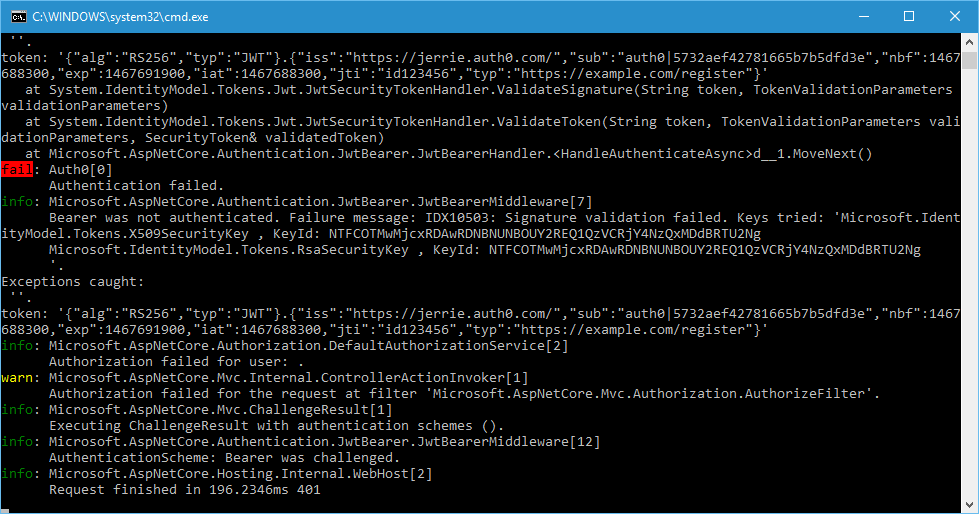 C:\WINDOWS\system32\cmd.exe
''.
token: '{"alg":"RS256","typ":"JWT"}.{"iss":"https://jerrie.auth0.com/","sub":"auth0|5732aef42781665b7b5dfd3e","nbf":1467
688300,"exp":1467691900,"iat":1467688300,"jti":"id123456","typ":"https://example.com/register"}'
   at System.IdentityModel.Tokens.Jwt.JwtSecurityTokenHandler.ValidateSignature(String token, TokenValidationParameters
validationParameters)
   at System.IdentityModel.Tokens.Jwt.JwtSecurityTokenHandler.ValidateToken(String token, TokenValidationParameters vali
dationParameters, SecurityToken& validatedToken)
   at Microsoft.AspNetCore.Authentication.JwtBearer.JwtBearerHandler.<HandleAuthenticateAsync>d__1.MoveNext()
fail: Auth0[0]
      Authentication failed.
info: Microsoft.AspNetCore.Authentication.JwtBearer.JwtBearerMiddleware[7]
      Bearer was not authenticated. Failure message: IDX10503: Signature validation failed. Keys tried: 'Microsoft.Ident
ityModel.Tokens.X509SecurityKey , KeyId: NTFCOTMwMjcxRDAwRDNBNUNBOUY2REQ1QzVCRjY4NzQxMDdBRTU2Ng
      Microsoft.IdentityModel.Tokens.RsaSecurityKey , KeyId: NTFCOTMwMjcxRDAwRDNBNUNBOUY2REQ1QzVCRjY4NzQxMDdBRTU2Ng
      '.
Exceptions caught:
 ''.
token: '{"alg":"RS256","typ":"JWT"}.{"iss":"https://jerrie.auth0.com/","sub":"auth0|5732aef42781665b7b5dfd3e","nbf":1467
688300,"exp":1467691900,"iat":1467688300,"jti":"id123456","typ":"https://example.com/register"}'
info: Microsoft.AspNetCore.Authorization.DefaultAuthorizationService[2]
      Authorization failed for user: .
warn: Microsoft.AspNetCore.Mvc.Internal.ControllerActionInvoker[1]
      Authorization failed for the request at filter 'Microsoft.AspNetCore.Mvc.Authorization.AuthorizeFilter'.
info: Microsoft.AspNetCore.Mvc.ChallengeResult[1]
      Executing ChallengeResult with authentication schemes ().
info: Microsoft.AspNetCore.Authentication.JwtBearer.JwtBearerMiddleware[12]
      AuthenticationScheme: Bearer was challenged.
info: Microsoft.AspNetCore.Hosting.Internal.WebHost[2]
      Request finished in 196.2346ms 401